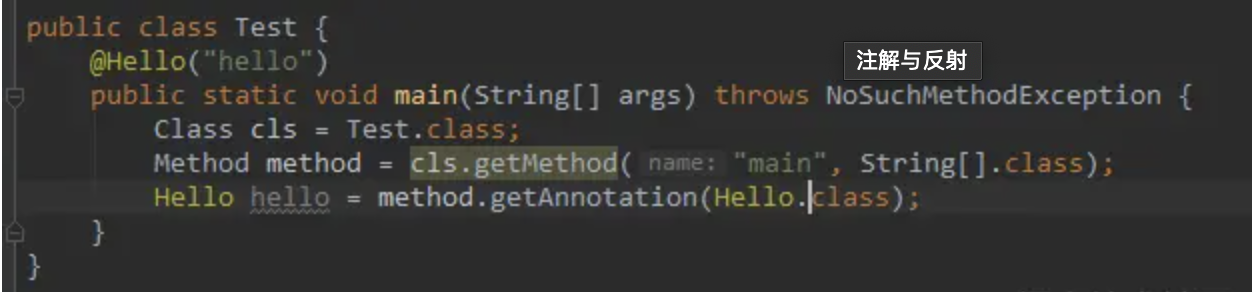 public class Test {
@Hello("hello")
注解与反射
public static void main(String[] args) throws NoSuchMethodException {
Class cls = Test.class;
Method method = cls.getMethod( name: "main", String[].class);
Hello hello = method.getAnnotation(Hello.class);
}
}